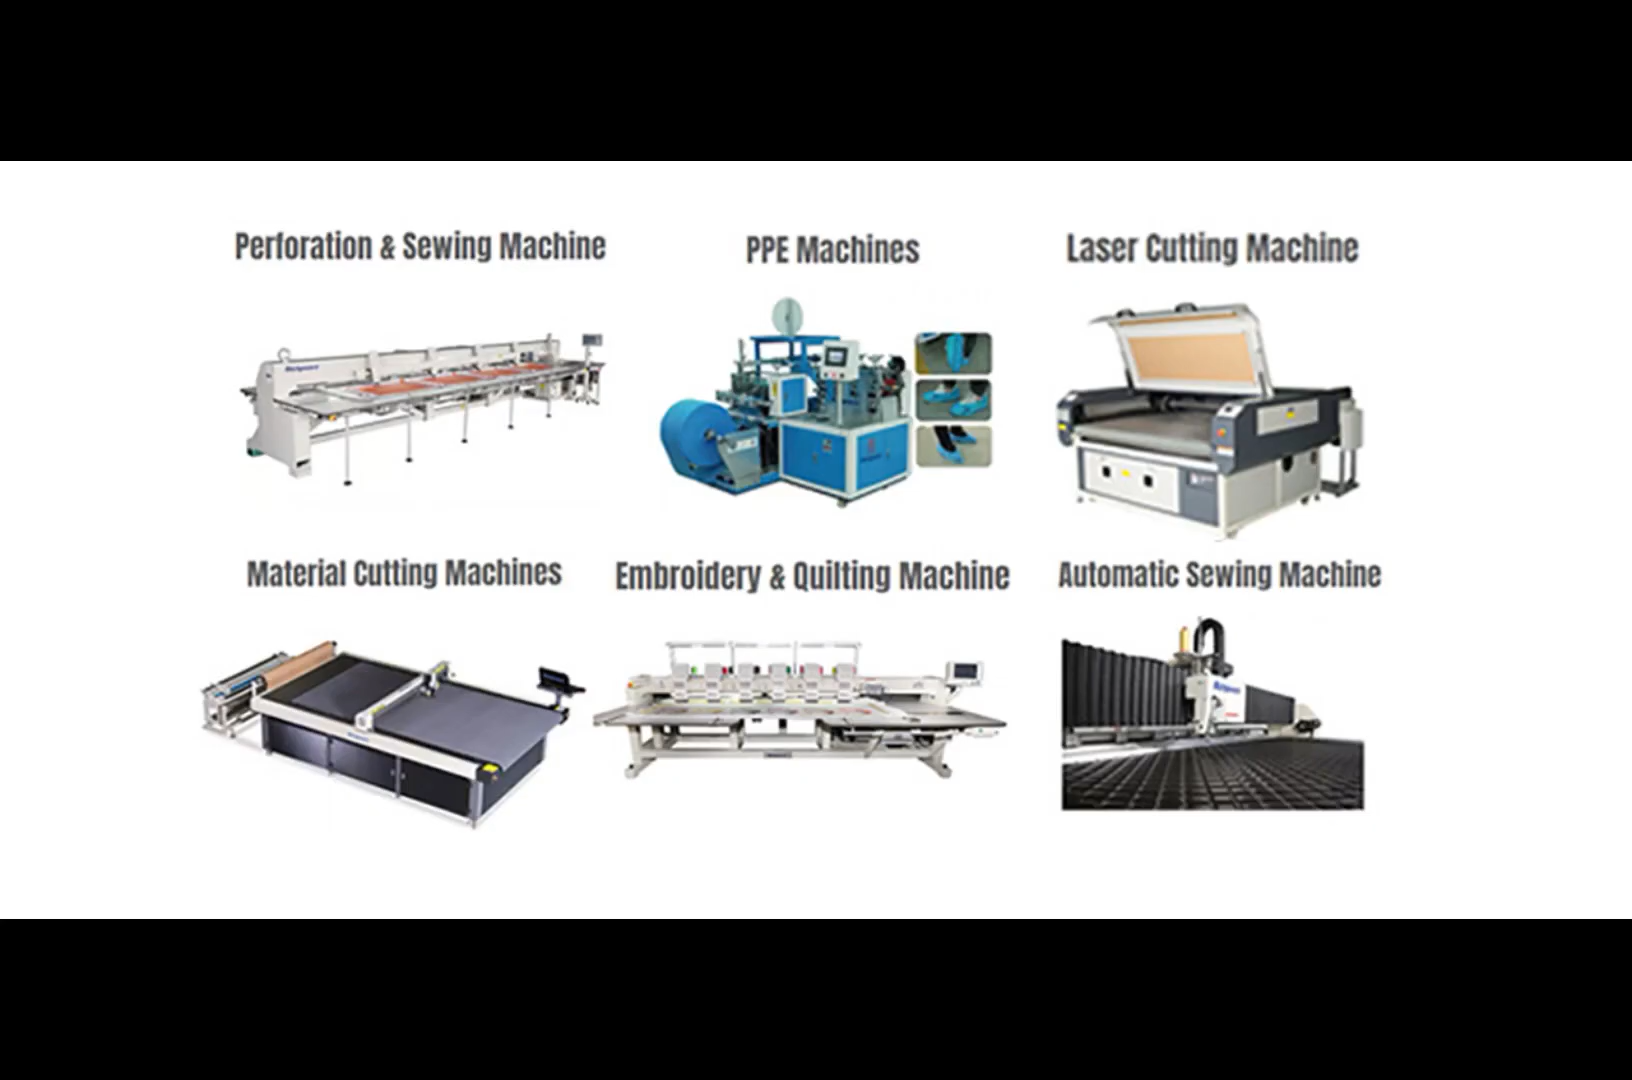 Perforation & Sewing Machine
PPE Machines
Laser Cutting Machine
Material Cutting Machines
Embroidery & Quilting Machine
Automatic Sewing Machine